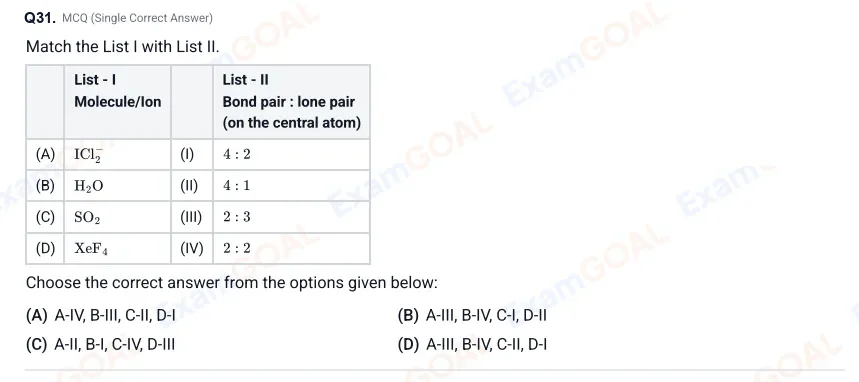 Q31. MCQ (Single Correct Answer)
Match the List I with List II.
List - I
Molecule/Ion
List - II
Bond pair : lone pair
(on the central atom)
(A) ICl₂⁻ (I) 4 : 2
(B) H₂O (II) 4 : 1
(C) SO₂ (III) 2 : 3
(D) XeF₄ (IV) 2 : 2
Choose the correct answer from the options given below:
(A) A-IV, B-III, C-II, D-I (B) A-III, B-IV, C-I, D-II
(C) A-II, B-I, C-IV, D-III (D) A-III, B-IV, C-II, D-I
ExamGOAL